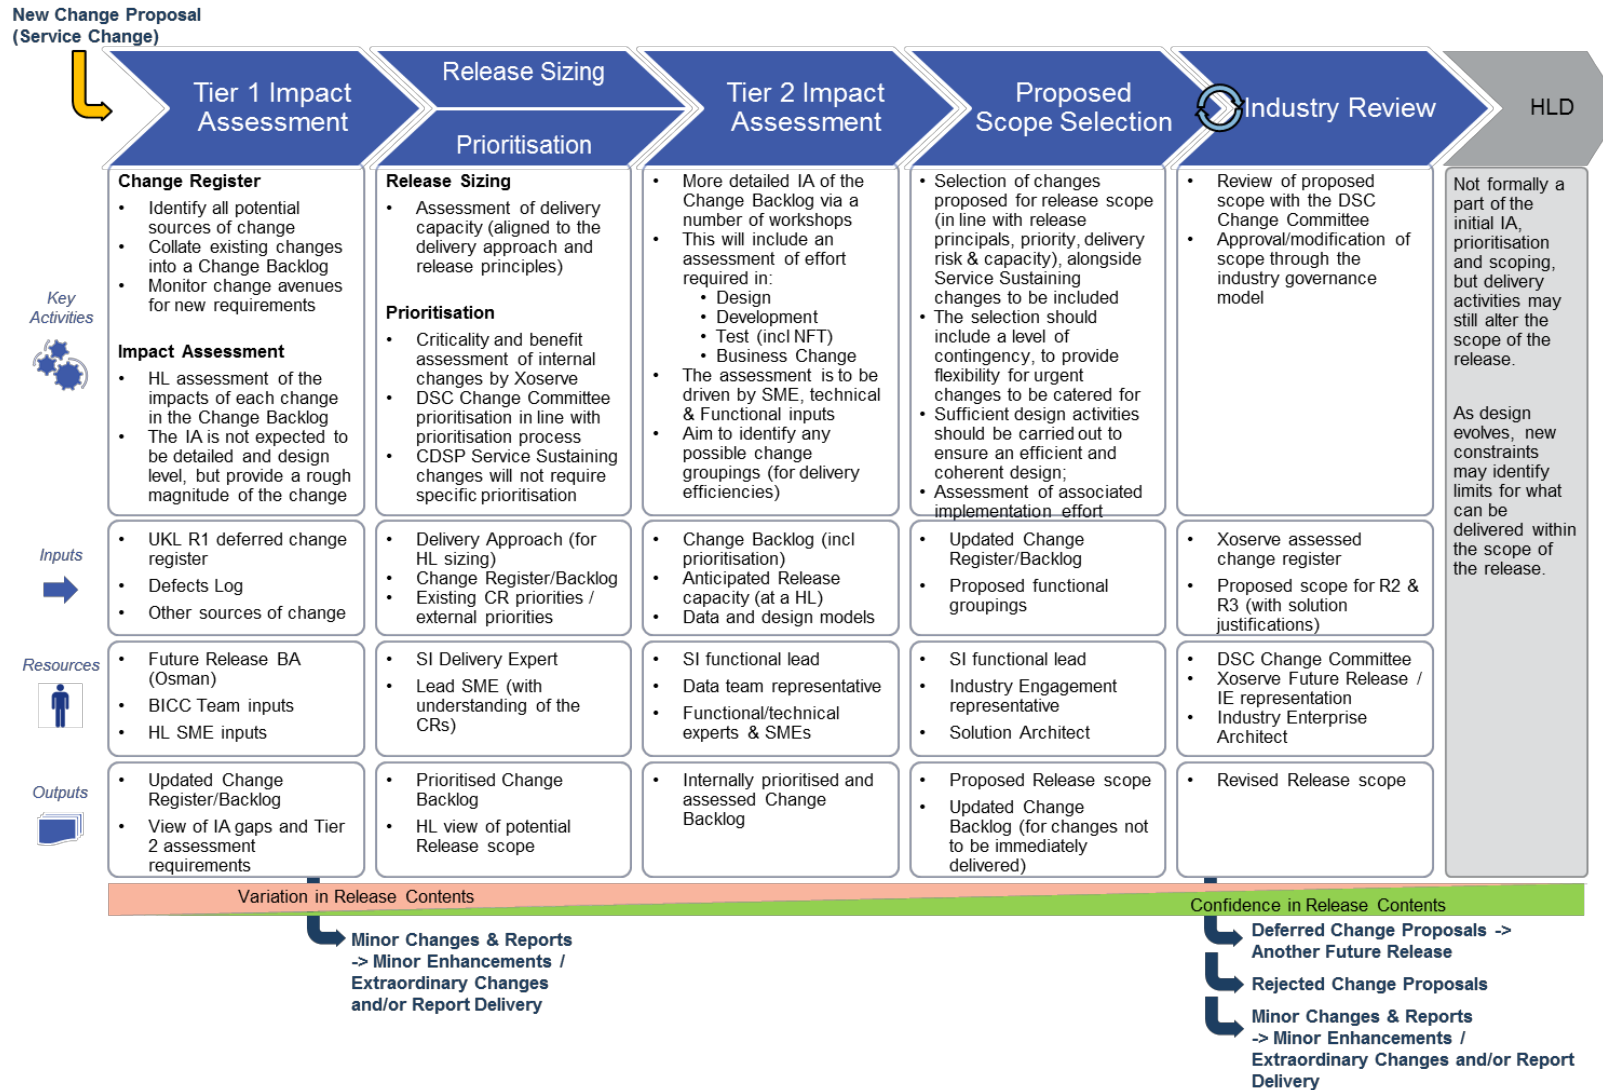 New Change Proposal
(Service Change)
Tier 1 Impact
Assessment
Release Sizing
Prioritisation
Tier 2 Impact
Assessment
Proposed
Scope Selection
Industry Review
HLD
Key
Activities
Change Register
• Identify all potential
sources of change
• Collate existing changes
into a Change Backlog
• Monitor change avenues
for new requirements
Impact Assessment
• HL assessment of the
impacts of each change
in the Change Backlog
• The IA is not expected to
be detailed and design
level, but provide a rough
magnitude of the change
Release Sizing
• Assessment of delivery
capacity (aligned to the
delivery approach and
release principles)
Prioritisation
• Criticality and benefit
assessment of internal
changes by Xoserve
• DSC Change Committee
prioritisation in line with
prioritisation process
• CDSP Service Sustaining
changes will not require
specific prioritisation
• More detailed IA of the
Change Backlog via a
number of workshops
• This will include an
assessment of effort
required in:
• Design
• Development
• Test (incl NFT)
• Business Change
• The assessment is to be
driven by SME, technical
& Functional inputs
• Aim to identify any
possible change
groupings (for delivery
efficiencies)
• Selection of changes
proposed for release scope
(in line with release
principals, priority, delivery
risk & capacity), alongside
Service Sustaining
changes to be included
• The selection should
include a level of
contingency, to provide
flexibility for urgent
changes to be catered for
• Sufficient design activities
should be carried out to
ensure an efficient and
coherent design;
• Assessment of associated
implementation effort
• Review of proposed
scope with the DSC
Change Committee
• Approval/modification of
scope through the
industry governance
model
Not formally a
part of the
initial IA,
prioritisation
and scoping,
but delivery
activities may
still alter the
scope of the
release.
As design
evolves, new
constraints
may identify
limits for what
can be
delivered within
the scope of
the release.
Inputs
• UKL R1 deferred change
register
• Defects Log
• Other sources of change
• Delivery Approach (for
HL sizing)
• Change Register/Backlog
• Existing CR priorities /
external priorities
• Change Backlog (incl
prioritisation)
• Anticipated Release
capacity (at a HL)
• Data and design models
• Updated Change
Register/Backlog
• Proposed functional
groupings
• Xoserve assessed
change register
• Proposed scope for R2 &
R3 (with solution
justifications)
Resources
• Future Release BA
(Osman)
• BICC Team inputs
• HL SME inputs
• SI Delivery Expert
• Lead SME (with
understanding of the
CRs)
• SI functional lead
• Data team representative
• Functional/technical
experts & SMEs
• SI functional lead
• Industry Engagement
representative
• Solution Architect
• DSC Change Committee
• Xoserve Future Release /
IE representation
• Industry Enterprise
Architect
Outputs
• Updated Change
Register/Backlog
• View of IA gaps and Tier
2 assessment
requirements
• Prioritised Change
Backlog
• HL view of potential
Release scope
• Internally prioritised and
assessed Change
Backlog
• Proposed Release scope
• Updated Change
Backlog (for changes not
to be immediately
delivered)
• Revised Release scope
Variation in Release Contents
Confidence in Release Contents
Minor Changes & Reports
-> Minor Enhancements /
Extraordinary Changes
and/or Report Delivery
Deferred Change Proposals ->
Another Future Release
Rejected Change Proposals
Minor Changes & Reports
-> Minor Enhancements /
Extraordinary Changes and/or Report
Delivery